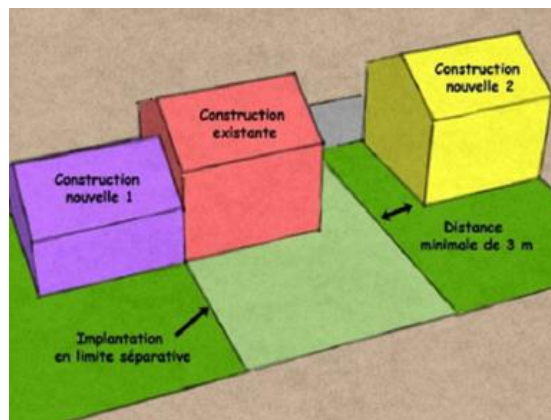 Construction
nouvelle 2
Construction
existante
Construction
nouvelle 1
Distance
minimale de 3 m
Implantation
en limite séparative